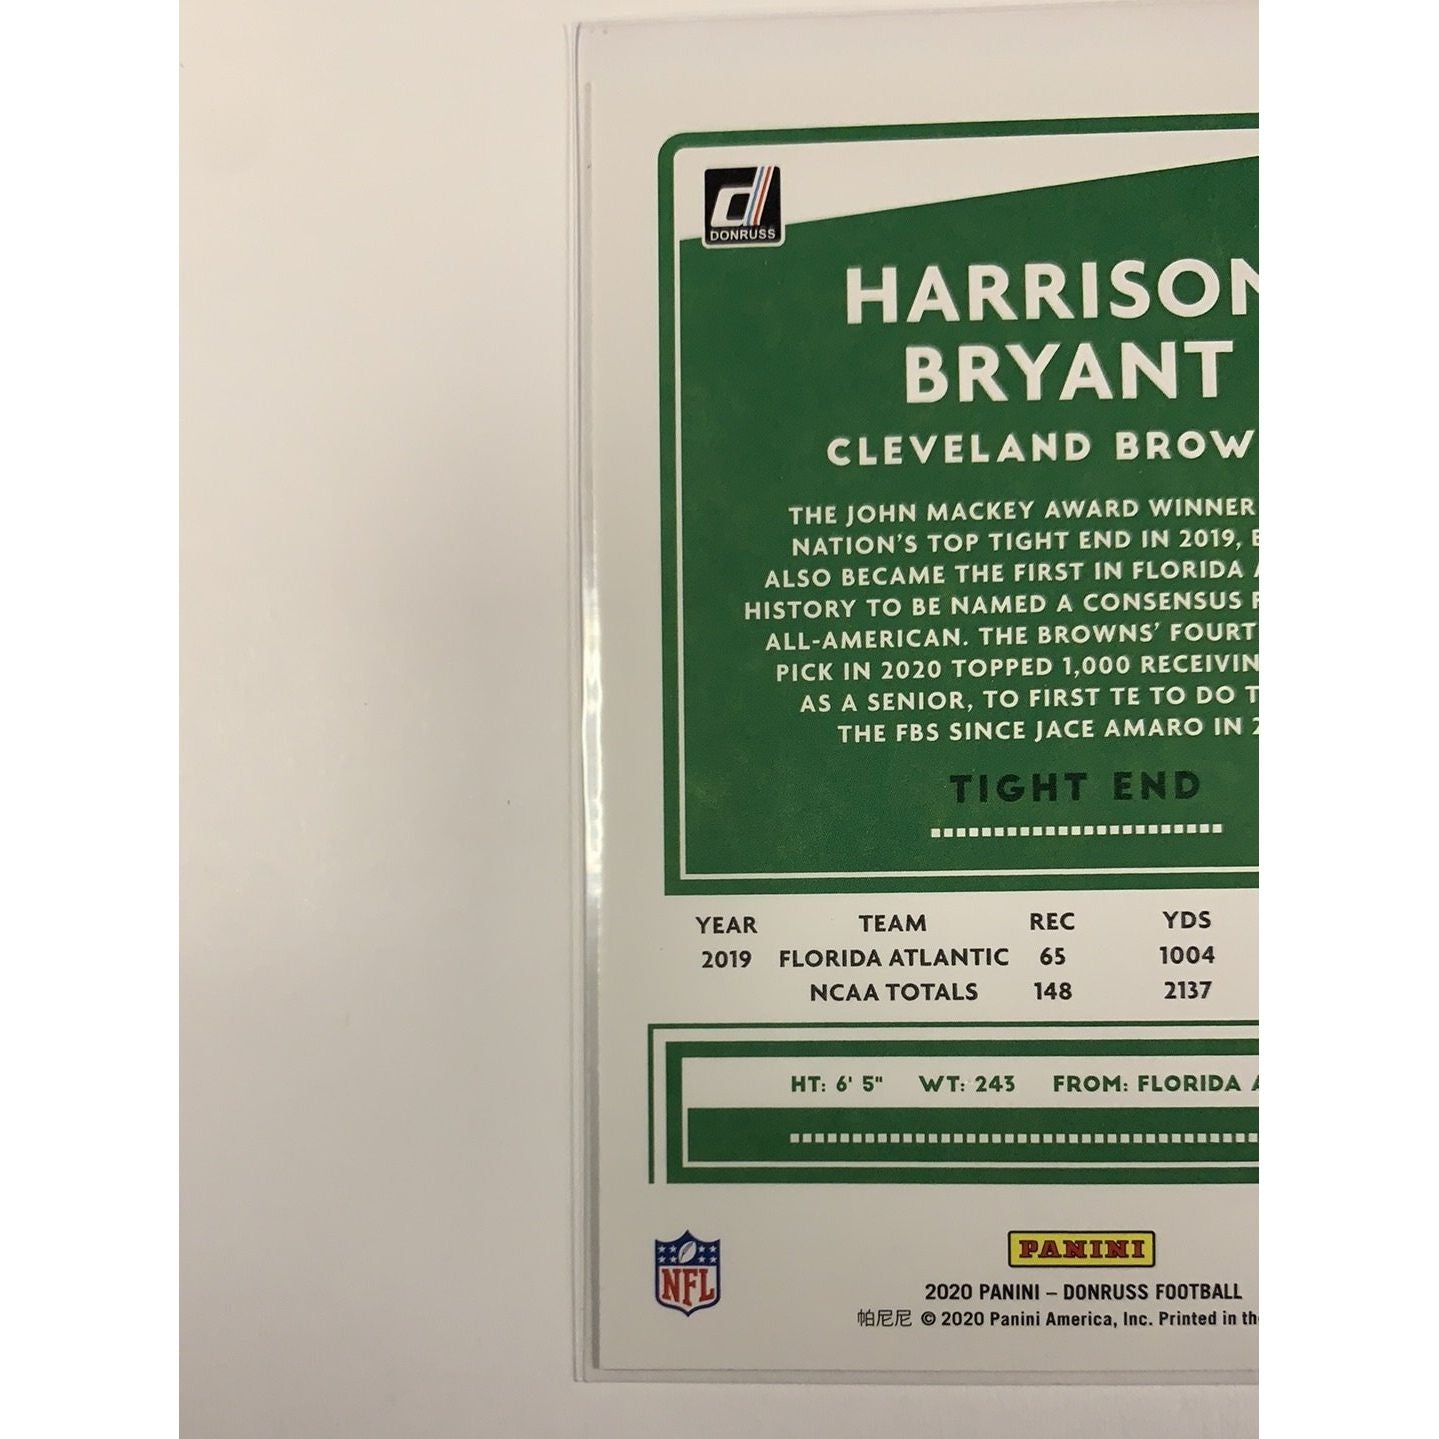 DONRUSS
HARRISON
BRYANT
CLEVELAND BROW
THE JOHN MACKEY AWARD WINNER
NATION'S TOP TIGHT END IN 2019,
ALSO BECAME THE FIRST IN FLORIDA
HISTORY TO BE NAMED A CONSENSUS
ALL-AMERICAN. THE BROWNS' FOURT
PICK IN 2020 TOPPED 1,000 RECEIVIN
AS A SENIOR, TO FIRST TE TO DO
THE FBS SINCE JACE AMARO IN
TIGHT END
YEAR TEAM REC YDS
2019 FLORIDA ATLANTIC 65 1004
NCAA TOTALS 148 2137
HT: 6' 5" WT: 243 FROM: FLORIDA
NFL
PANINI
2020 PANINI – DONRUSS FOOTBALL
帕尼尼 © 2020 Panini America, Inc. Printed in th